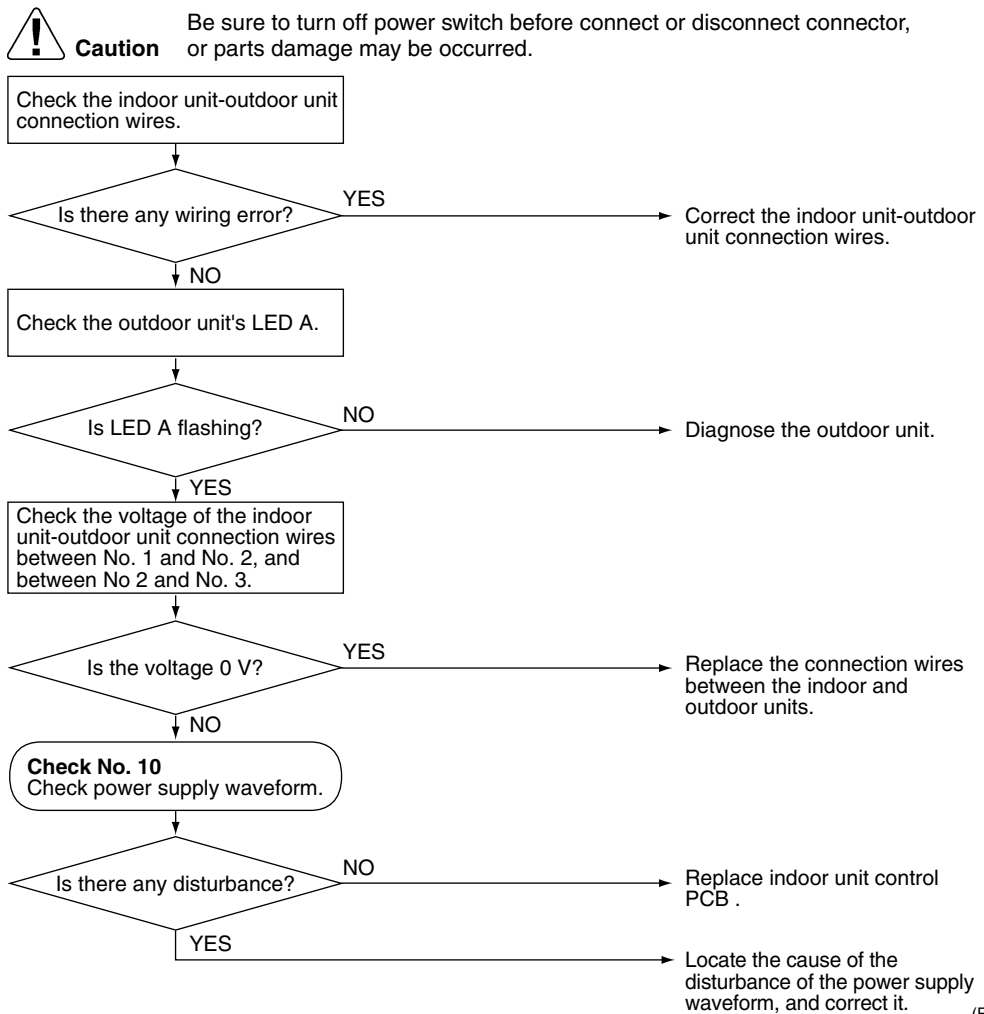 Be sure to turn off power switch before connect or disconnect connector,
Caution or parts damage may be occurred.
Check the indoor unit-outdoor unit
connection wires.
Is there any wiring error?
YES
Correct the indoor unit-outdoor
unit connection wires.
NO
Check the outdoor unit's LED A.
Is LED A flashing?
NO
Diagnose the outdoor unit.
YES
Check the voltage of the indoor
unit-outdoor unit connection wires
between No. 1 and No. 2, and
between No 2 and No. 3.
Is the voltage 0 V?
YES
Replace the connection wires
between the indoor and
outdoor units.
NO
Check No. 10
Check power supply waveform.
Is there any disturbance?
NO
Replace indoor unit control
PCB .
YES
Locate the cause of the
disturbance of the power supply
waveform, and correct it.